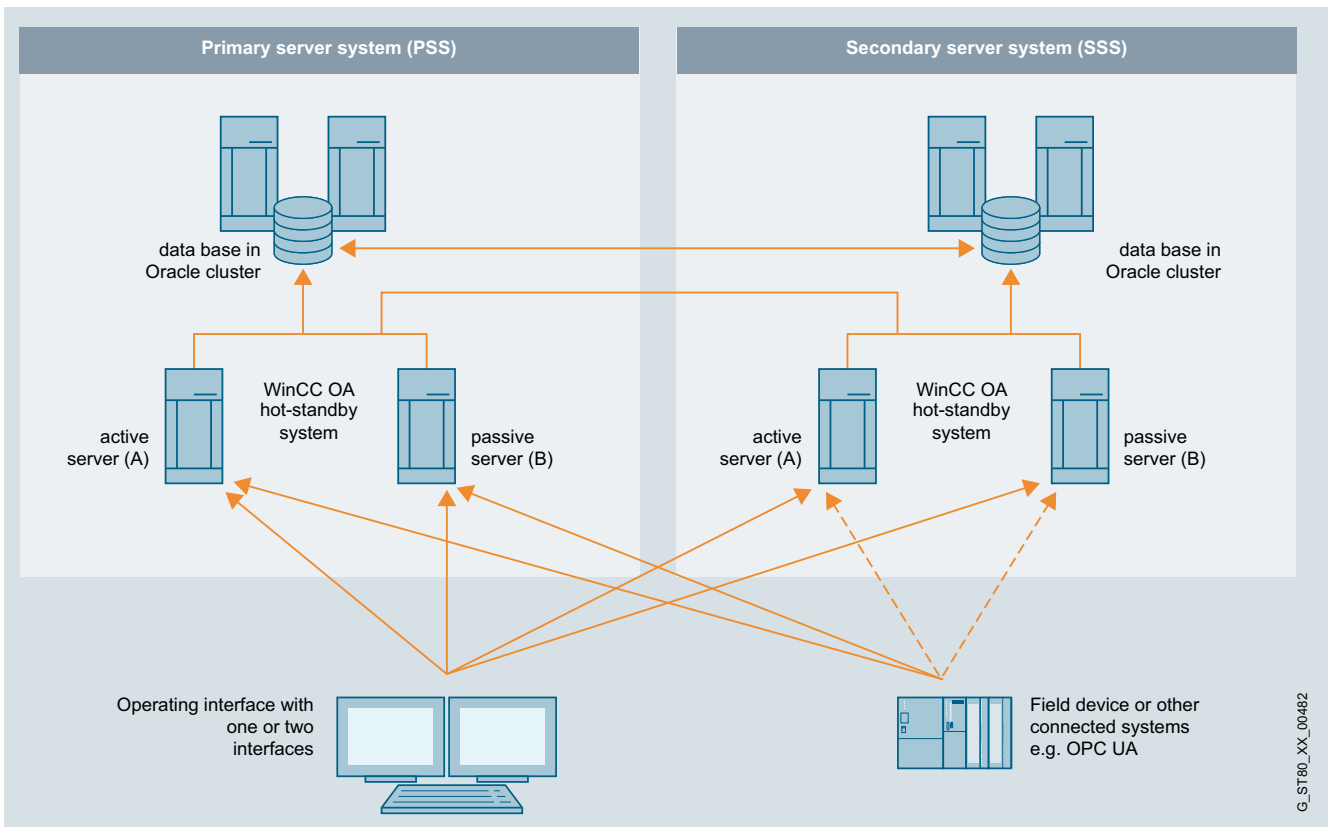 Primary server system (PSS)
Secondary server system (SSS)
data base in
Oracle cluster
data base in
Oracle cluster
WinCC OA
hot-standby
system
active
server (A)
passive
server (B)
WinCC OA
hot-standby
system
active
server (A)
passive
server (B)
Operating interface with
one or two
interfaces
Field device or other
connected systems
e.g. OPC UA
G_ST80_XX_00482